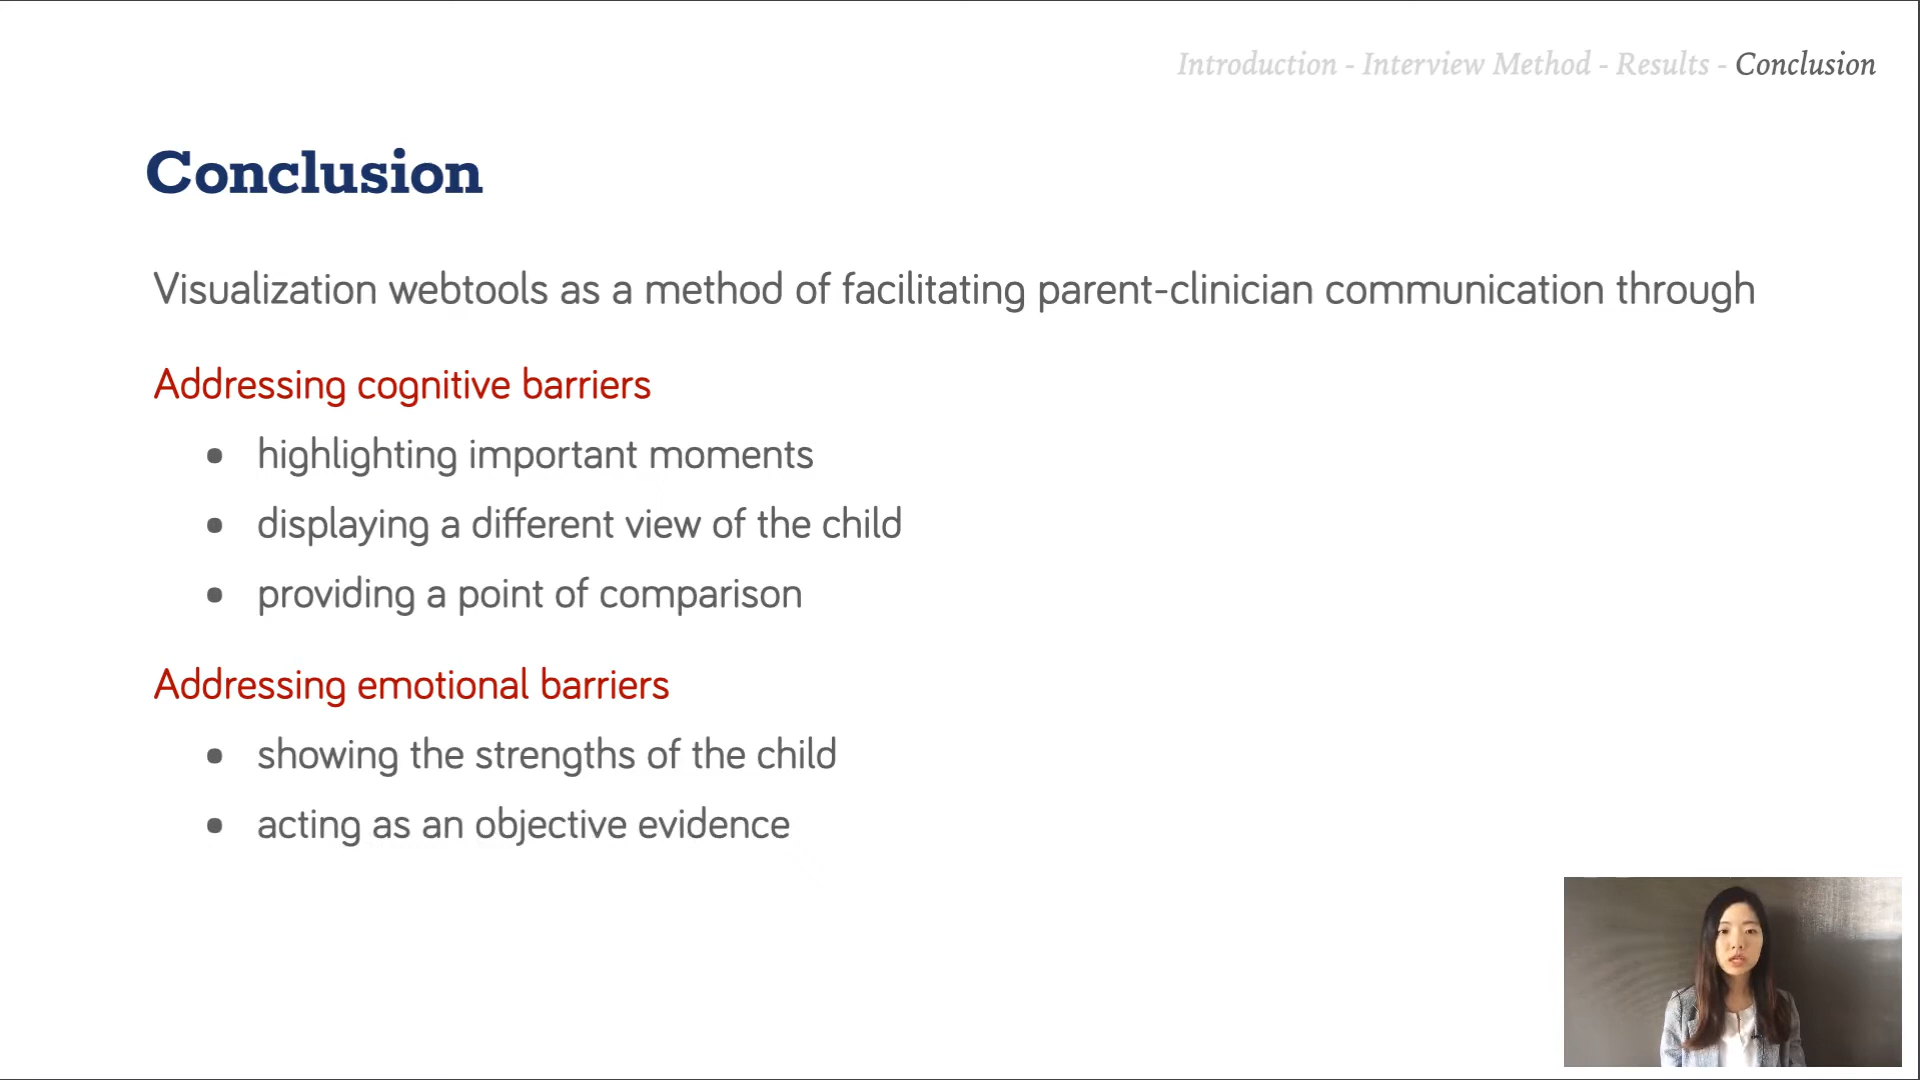 Introduction - Interview Method - Results - Conclusion
Conclusion
Visualization webtools as a method of facilitating parent-clinician communication through
Addressing cognitive barriers
• highlighting important moments
• displaying a different view of the child
• providing a point of comparison
Addressing emotional barriers
• showing the strengths of the child
• acting as an objective evidence